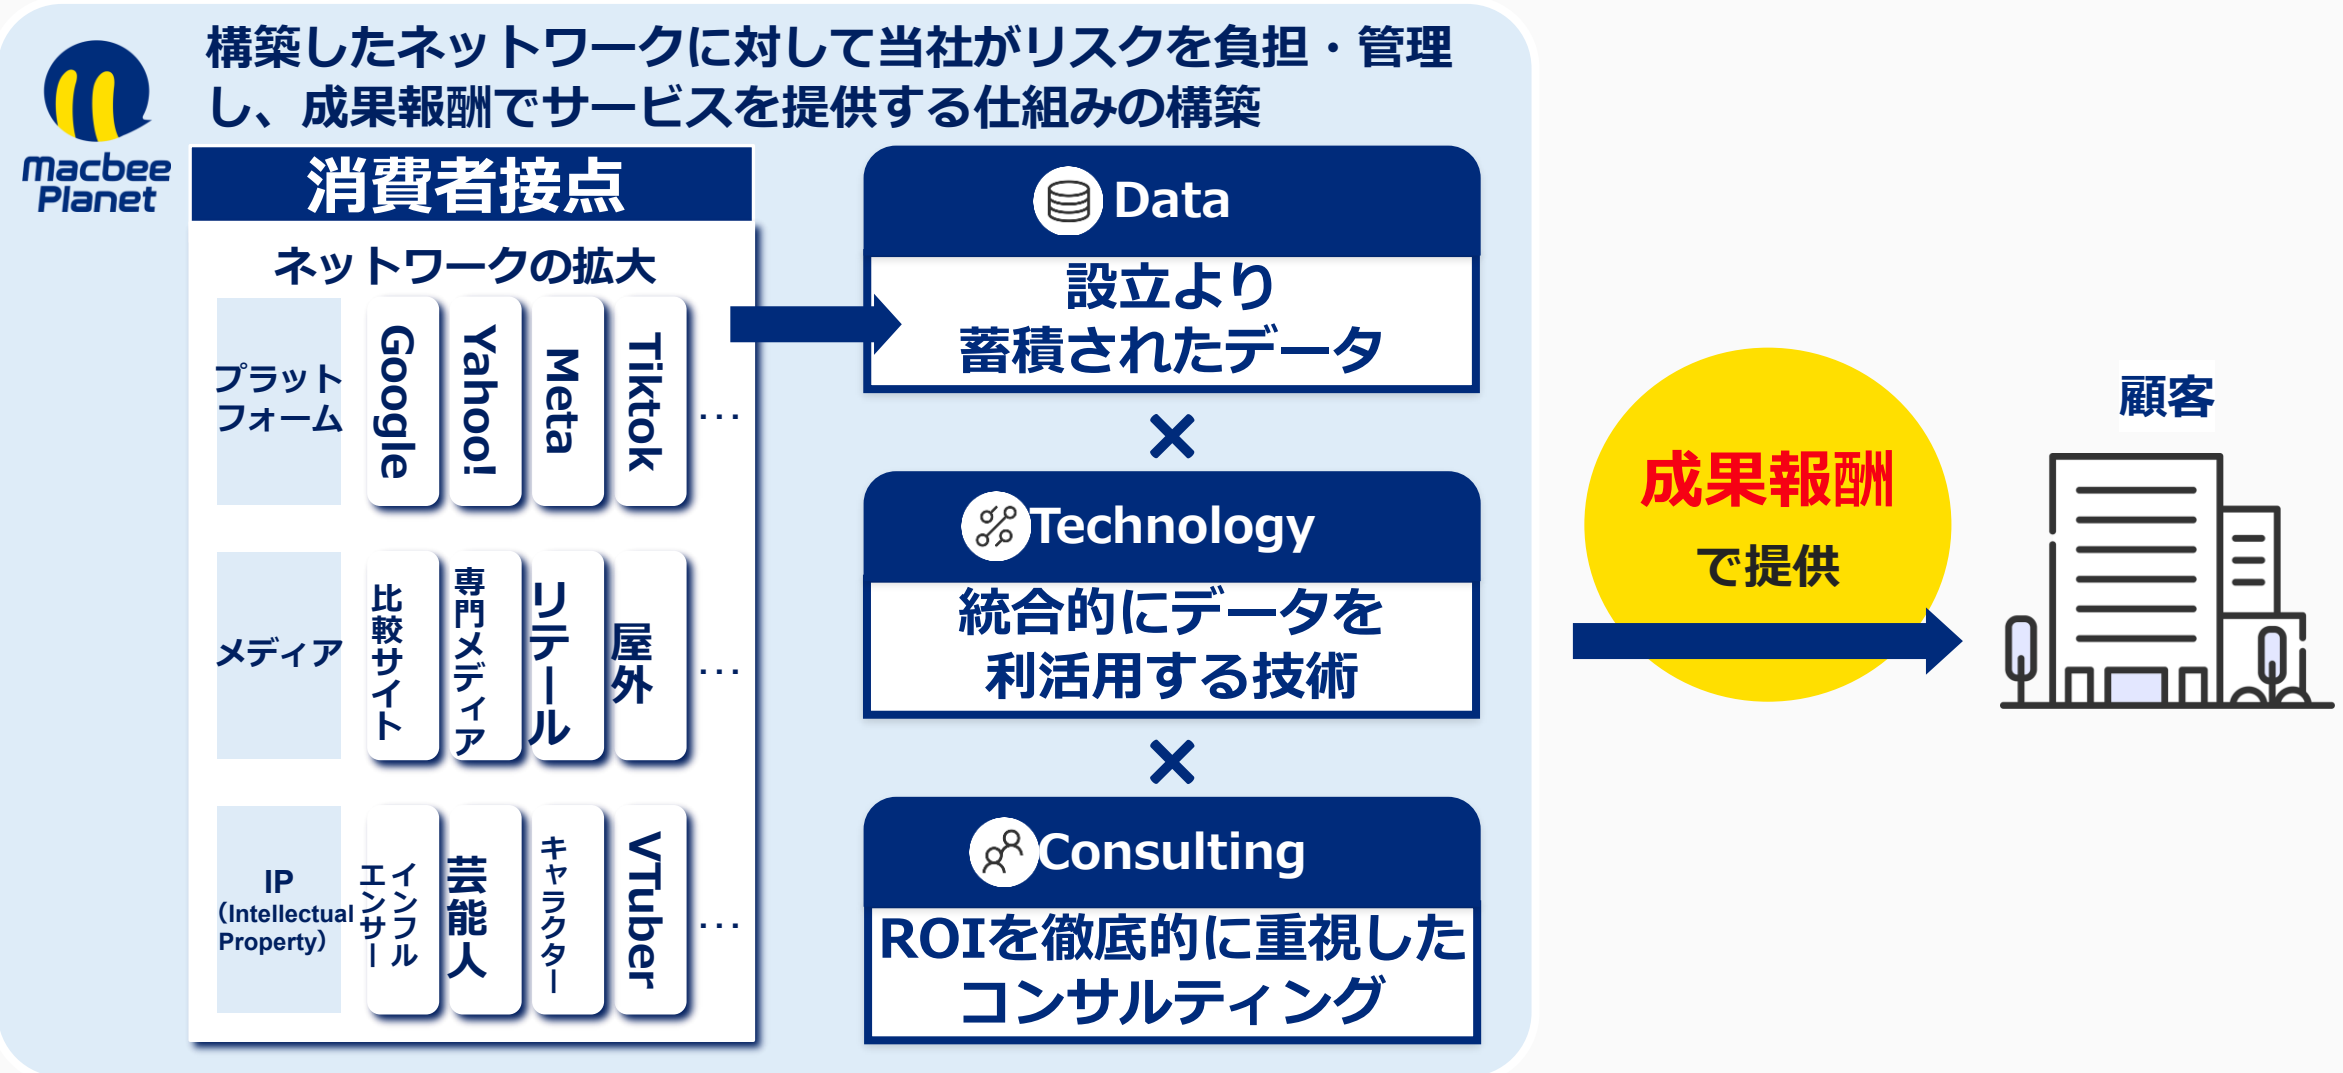 macbee
Planet
構築したネットワークに対して当社がリスクを負担・管理
し、成果報酬でサービスを提供する仕組みの構築
消費者接点
ネットワークの拡大
プラット
フォーム
Google
Yahoo!
Meta
Tiktok
...
メディア
比較サイト
専門メディア
リテール
屋外
...
IP
（Intellectual
Property）
インフル
エンサー
芸能人
キャラクター
VTuber
...
Data
設立より
蓄積されたデータ
×
Technology
統合的にデータを
利活用する技術
×
Consulting
ROIを徹底的に重視した
コンサルティング
成果報酬
で提供
顧客